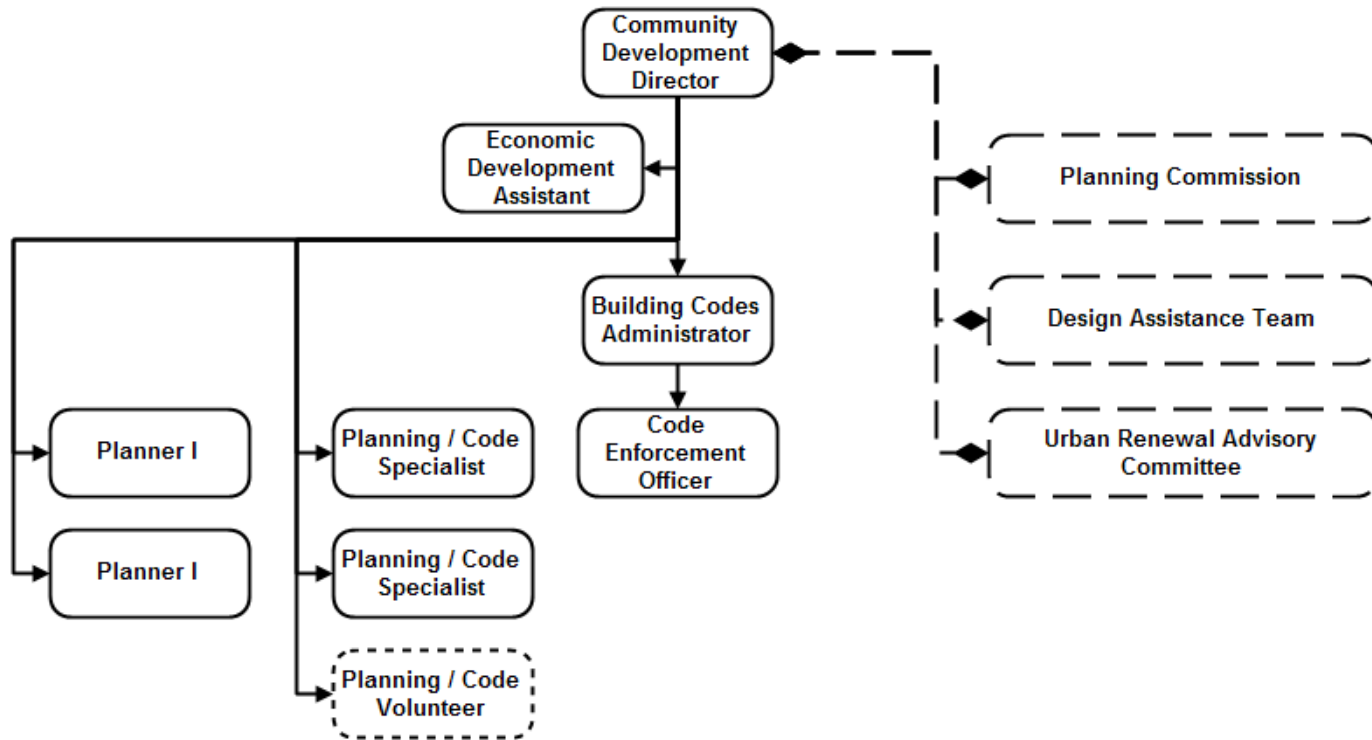 Community
Development
Director
Economic
Development
Assistant
Planning Commission
Building Codes
Administrator
Design Assistance Team
Planner I
Planning / Code
Specialist
Code
Enforcement
Officer
Urban Renewal Advisory
Committee
Planner I
Planning / Code
Specialist
Planning / Code
Volunteer